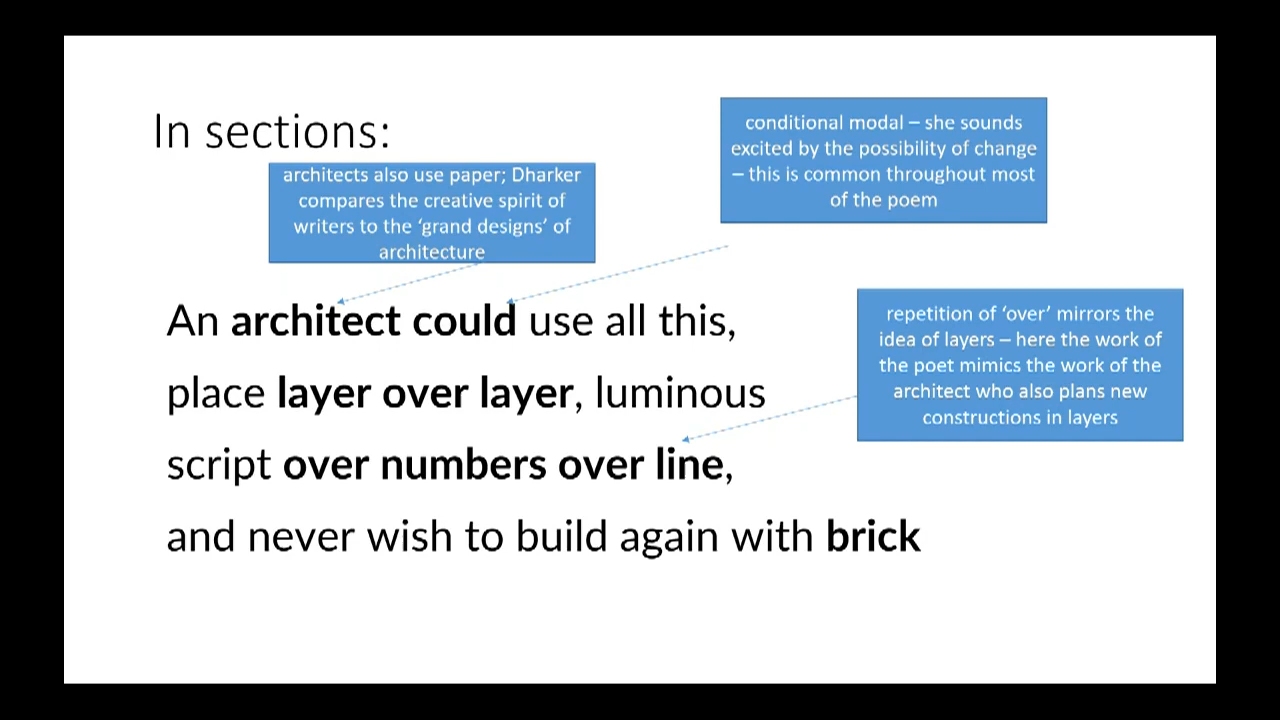 In sections:
conditional modal – she sounds
excited by the possibility of change
– this is common throughout most
of the poem
architects also use paper; Dharker
compares the creative spirit of
writers to the ‘grand designs’ of
architecture
An architect could use all this,
place layer over layer, luminous
script over numbers over line,
and never wish to build again with brick
repetition of ‘over’ mirrors the
idea of layers – here the work of
the poet mimics the work of the
architect who also plans new
constructions in layers